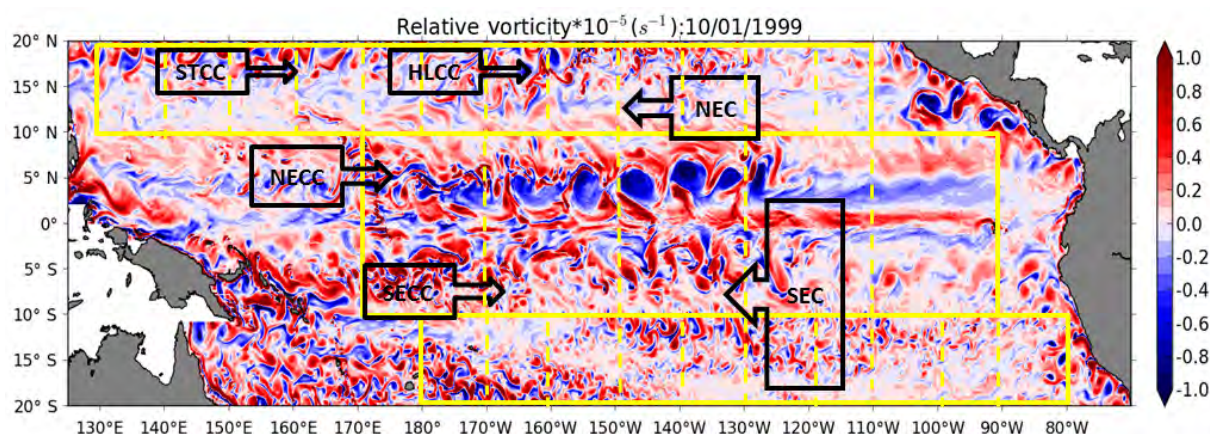 Relative vorticity*10⁻⁵(s⁻¹):10/01/1999
20° N
15° N
10° N
5° N
0°
5° S
10° S
15° S
20° S
STCC
HLCC
NEC
NECC
SECC
SEC
130°E 140°E 150°E 160°E 170°E 180° 170°W 160°W 150°W 140°W 130°W 120°W 110°W 100°W 90°W 80°W
1.0
0.8
0.6
0.4
0.2
0.0
-0.2
-0.4
-0.6
-0.8
-1.0